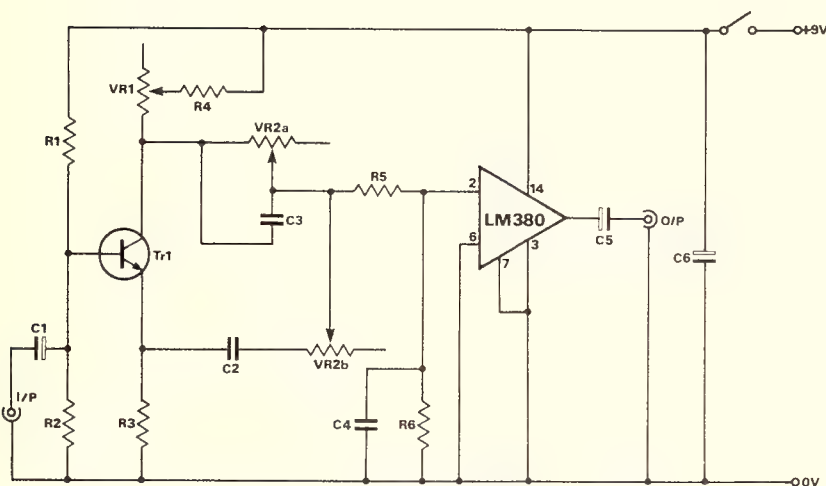 +9V
VR1
R4
R1
VR2a
R5
2
14
LM380
C3
6
7
3
C5
O/P
C6
Tr1
C1
C2
VR2b
I/P
R2
R3
C4
R6
0V